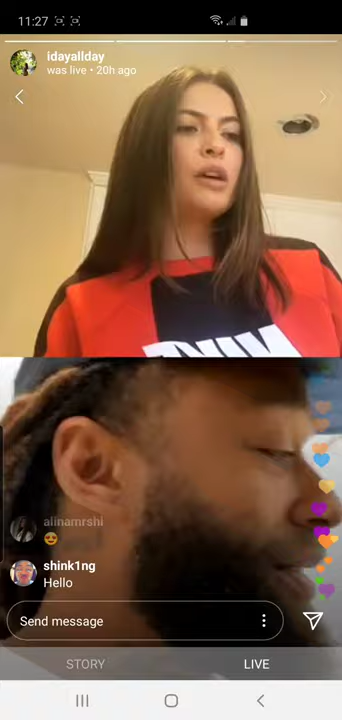 11:27
idayallday
was live • 20h ago
alinamrshi
😍
shink1ng
Hello
Send message
STORY
LIVE